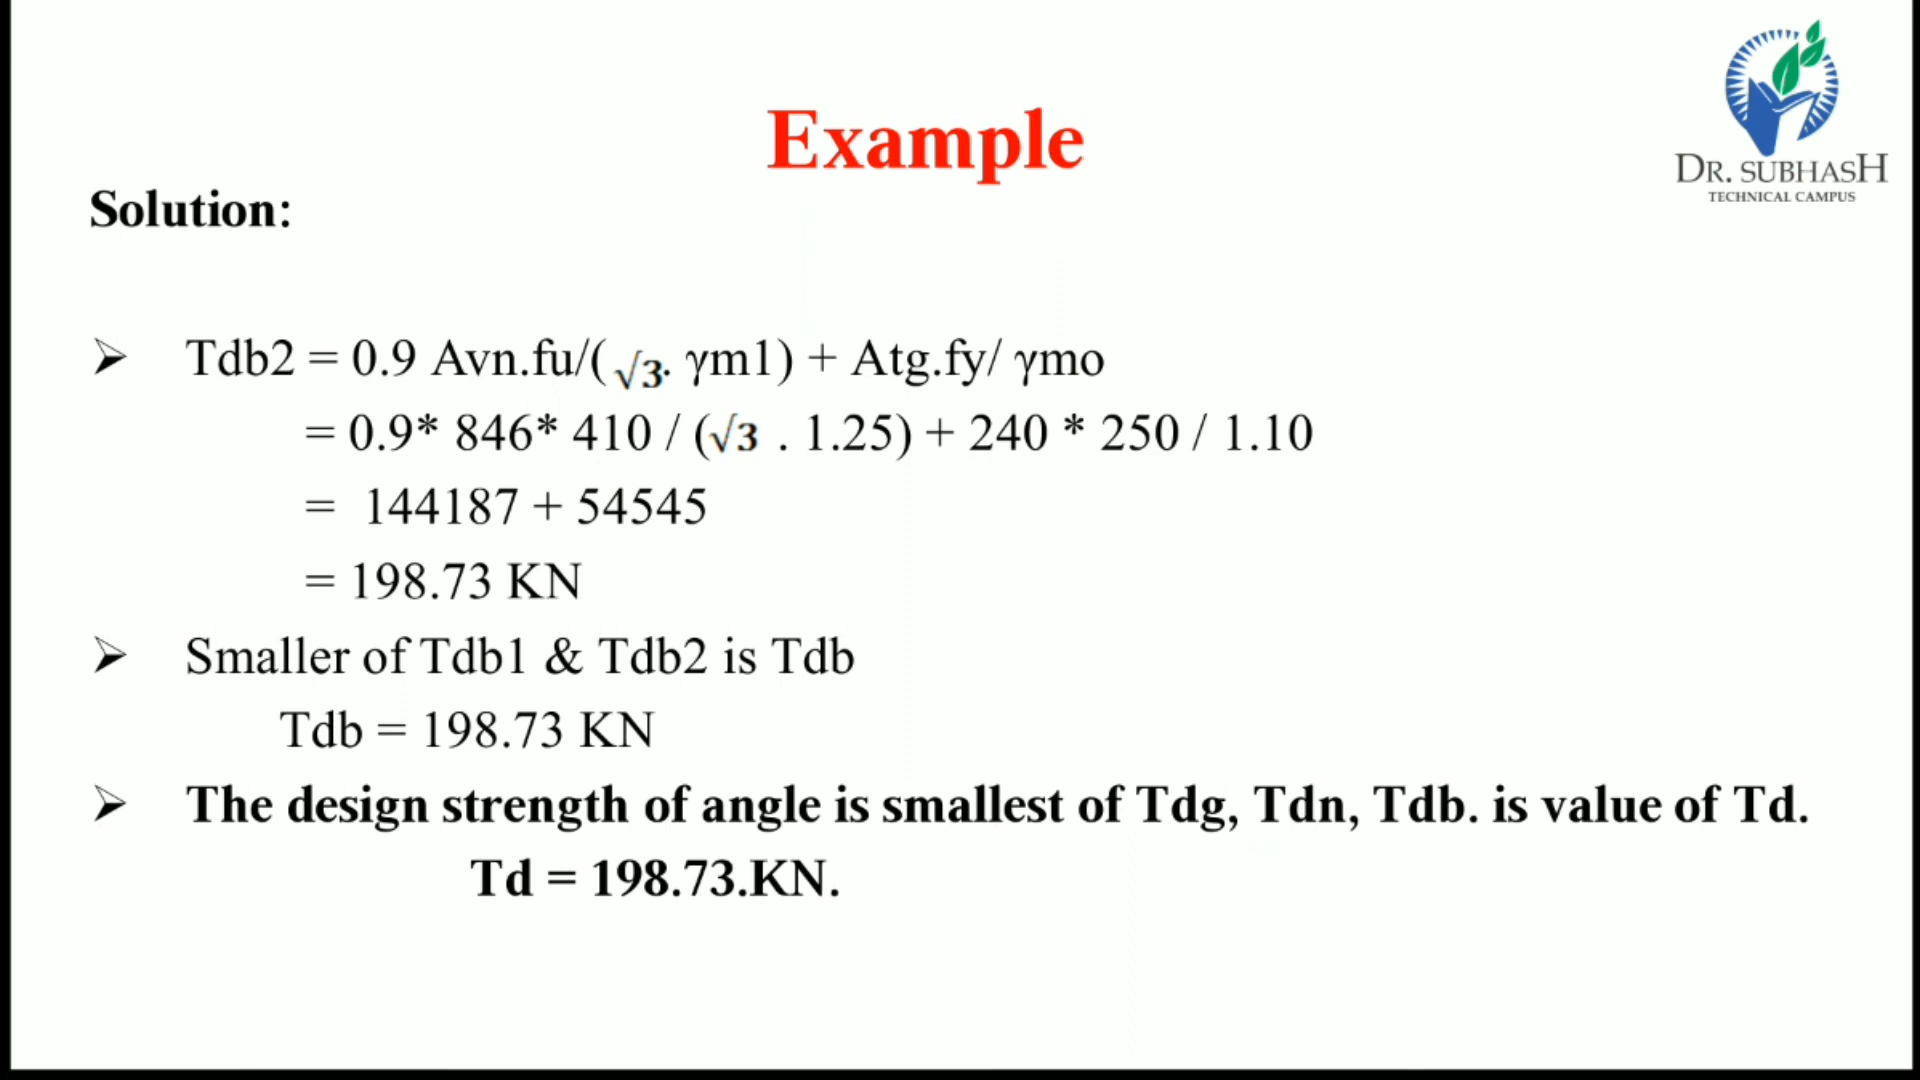 DR. SUBHASH
TECHNICAL CAMPUS
Example
Solution:
➢ Tdb2 = 0.9 Avn.fu/( √3. γm1) + Atg.fy/ γmo
= 0.9* 846* 410 / (√3 . 1.25) + 240 * 250 / 1.10
= 144187 + 54545
= 198.73 KN
➢ Smaller of Tdb1 & Tdb2 is Tdb
Tdb = 198.73 KN
➢ The design strength of angle is smallest of Tdg, Tdn, Tdb. is value of Td.
Td = 198.73.KN.